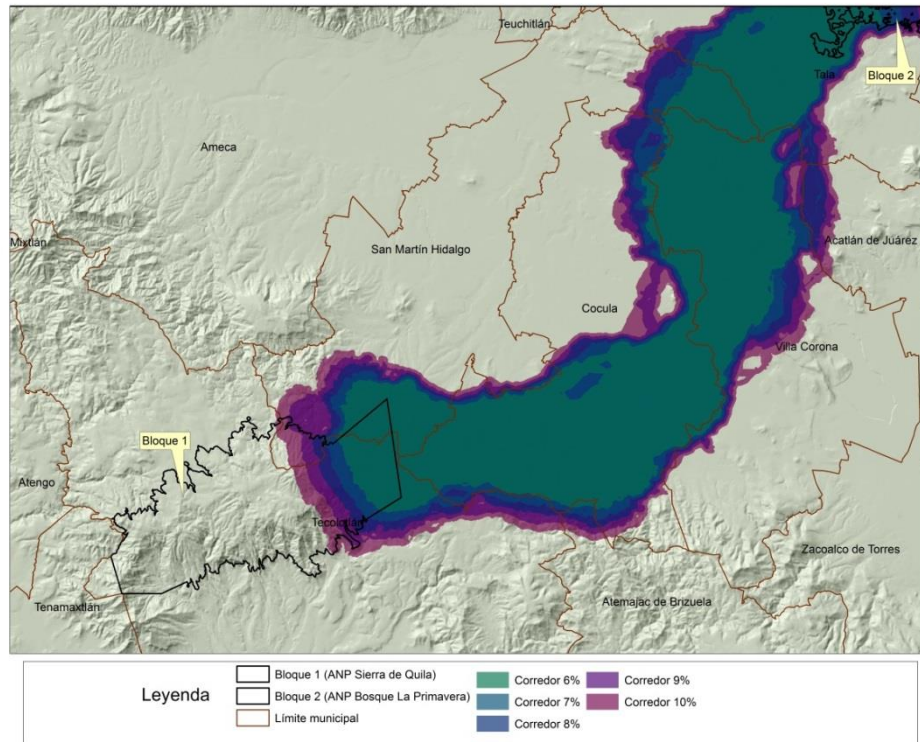 Teuchitlán
Tala
Bloque 2
Ameca
Mixtlán
San Martín Hidalgo
Acatlán de Juárez
Cocula
Villa Corona
Bloque 1
Atengo
Tecolotlán
Zacoalco de Torres
Tenamaxtlán
Atemajac de Brizuela
Leyenda
Bloque 1 (ANP Sierra de Quila)
Bloque 2 (ANP Bosque La Primavera)
Límite municipal
Corredor 6%
Corredor 7%
Corredor 8%
Corredor 9%
Corredor 10%